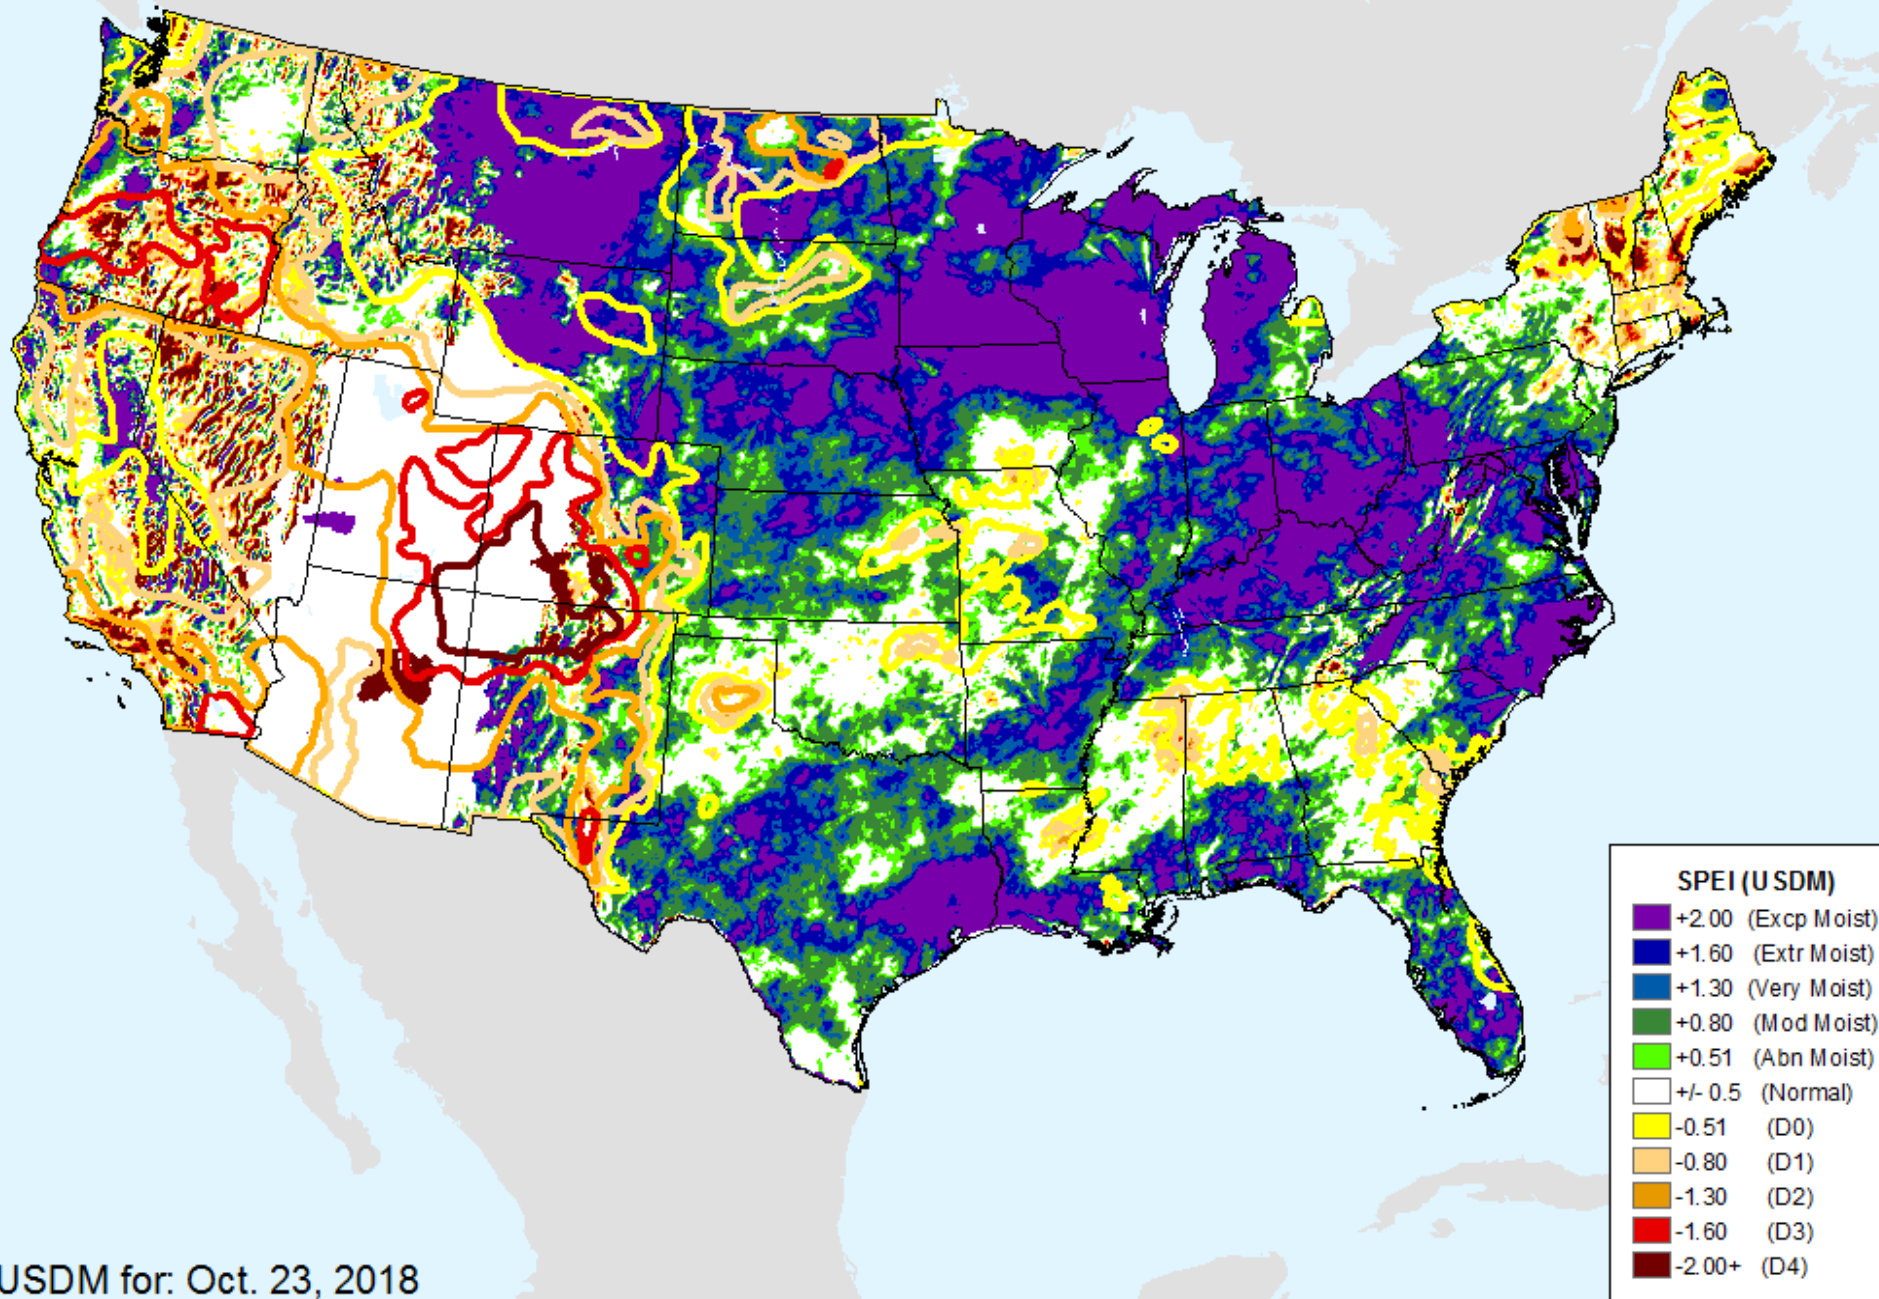 SPEI (USDM)
+2.00 (Excp Moist)
+1.60 (Extr Moist)
+1.30 (Very Moist)
+0.80 (Mod Moist)
+0.51 (Abn Moist)
+/- 0.5 (Normal)
-0.51 (D0)
-0.80 (D1)
-1.30 (D2)
-1.60 (D3)
-2.00+ (D4)
USDM for: Oct. 23, 2018